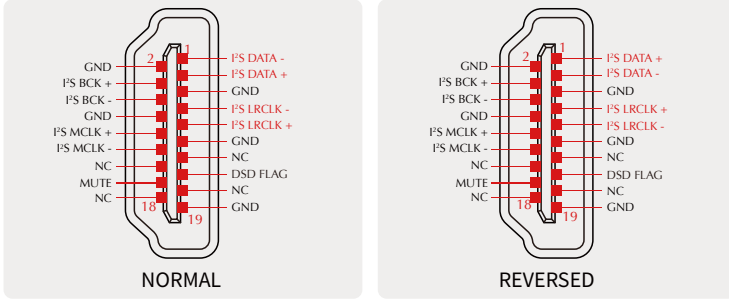 2
GND
I²S BCK +
I²S BCK -
GND
I²S MCLK +
I²S MCLK -
NC
MUTE
NC
18
1
I²S DATA -
I²S DATA +
GND
I²S LRCLK -
I²S LRCLK +
GND
NC
DSD FLAG
NC
GND
19
NORMAL
2
GND
I²S BCK +
I²S BCK -
GND
I²S MCLK +
I²S MCLK -
NC
MUTE
NC
18
1
I²S DATA +
I²S DATA -
GND
I²S LRCLK +
I²S LRCLK -
GND
NC
DSD FLAG
NC
GND
19
REVERSED